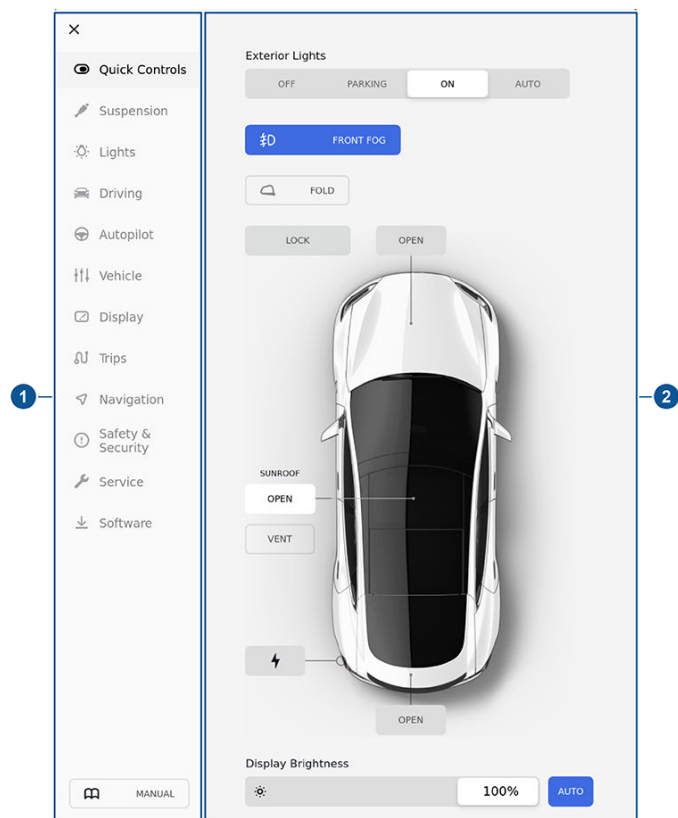 Quick Controls
Suspension
Lights
Driving
Autopilot
Vehicle
Display
Trips
Navigation
Safety &
Security
Service
Software
MANUAL
1
Exterior Lights
OFF PARKING ON AUTO
FRONT FOG
FOLD
LOCK OPEN
SUNROOF
OPEN
VENT
OPEN
Display Brightness
100% AUTO
2